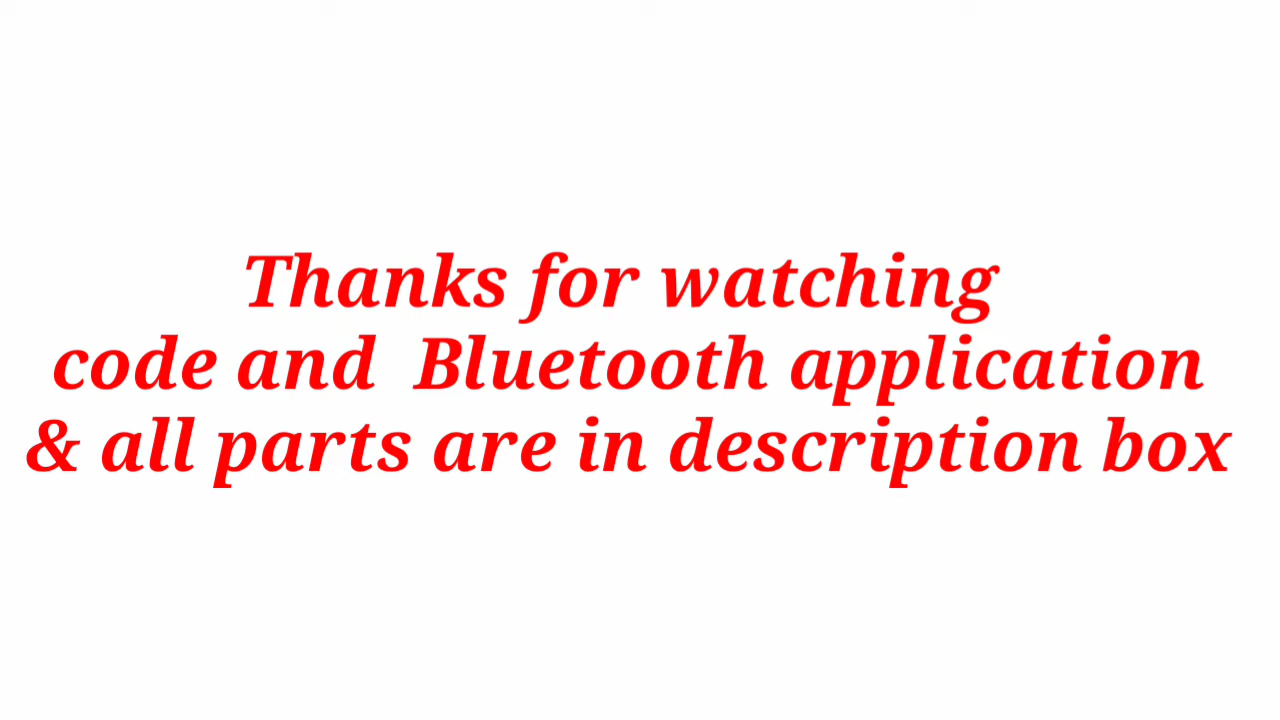 Thanks for watching
code and  Bluetooth application
& all parts are in description box